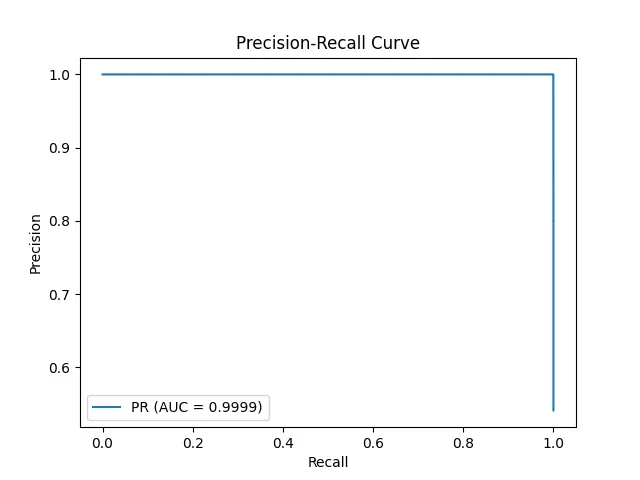 Precision-Recall Curve
1.0
0.9
0.8
0.7
0.6
Precision
PR (AUC = 0.9999)
0.0 0.2 0.4 0.6 0.8 1.0
Recall